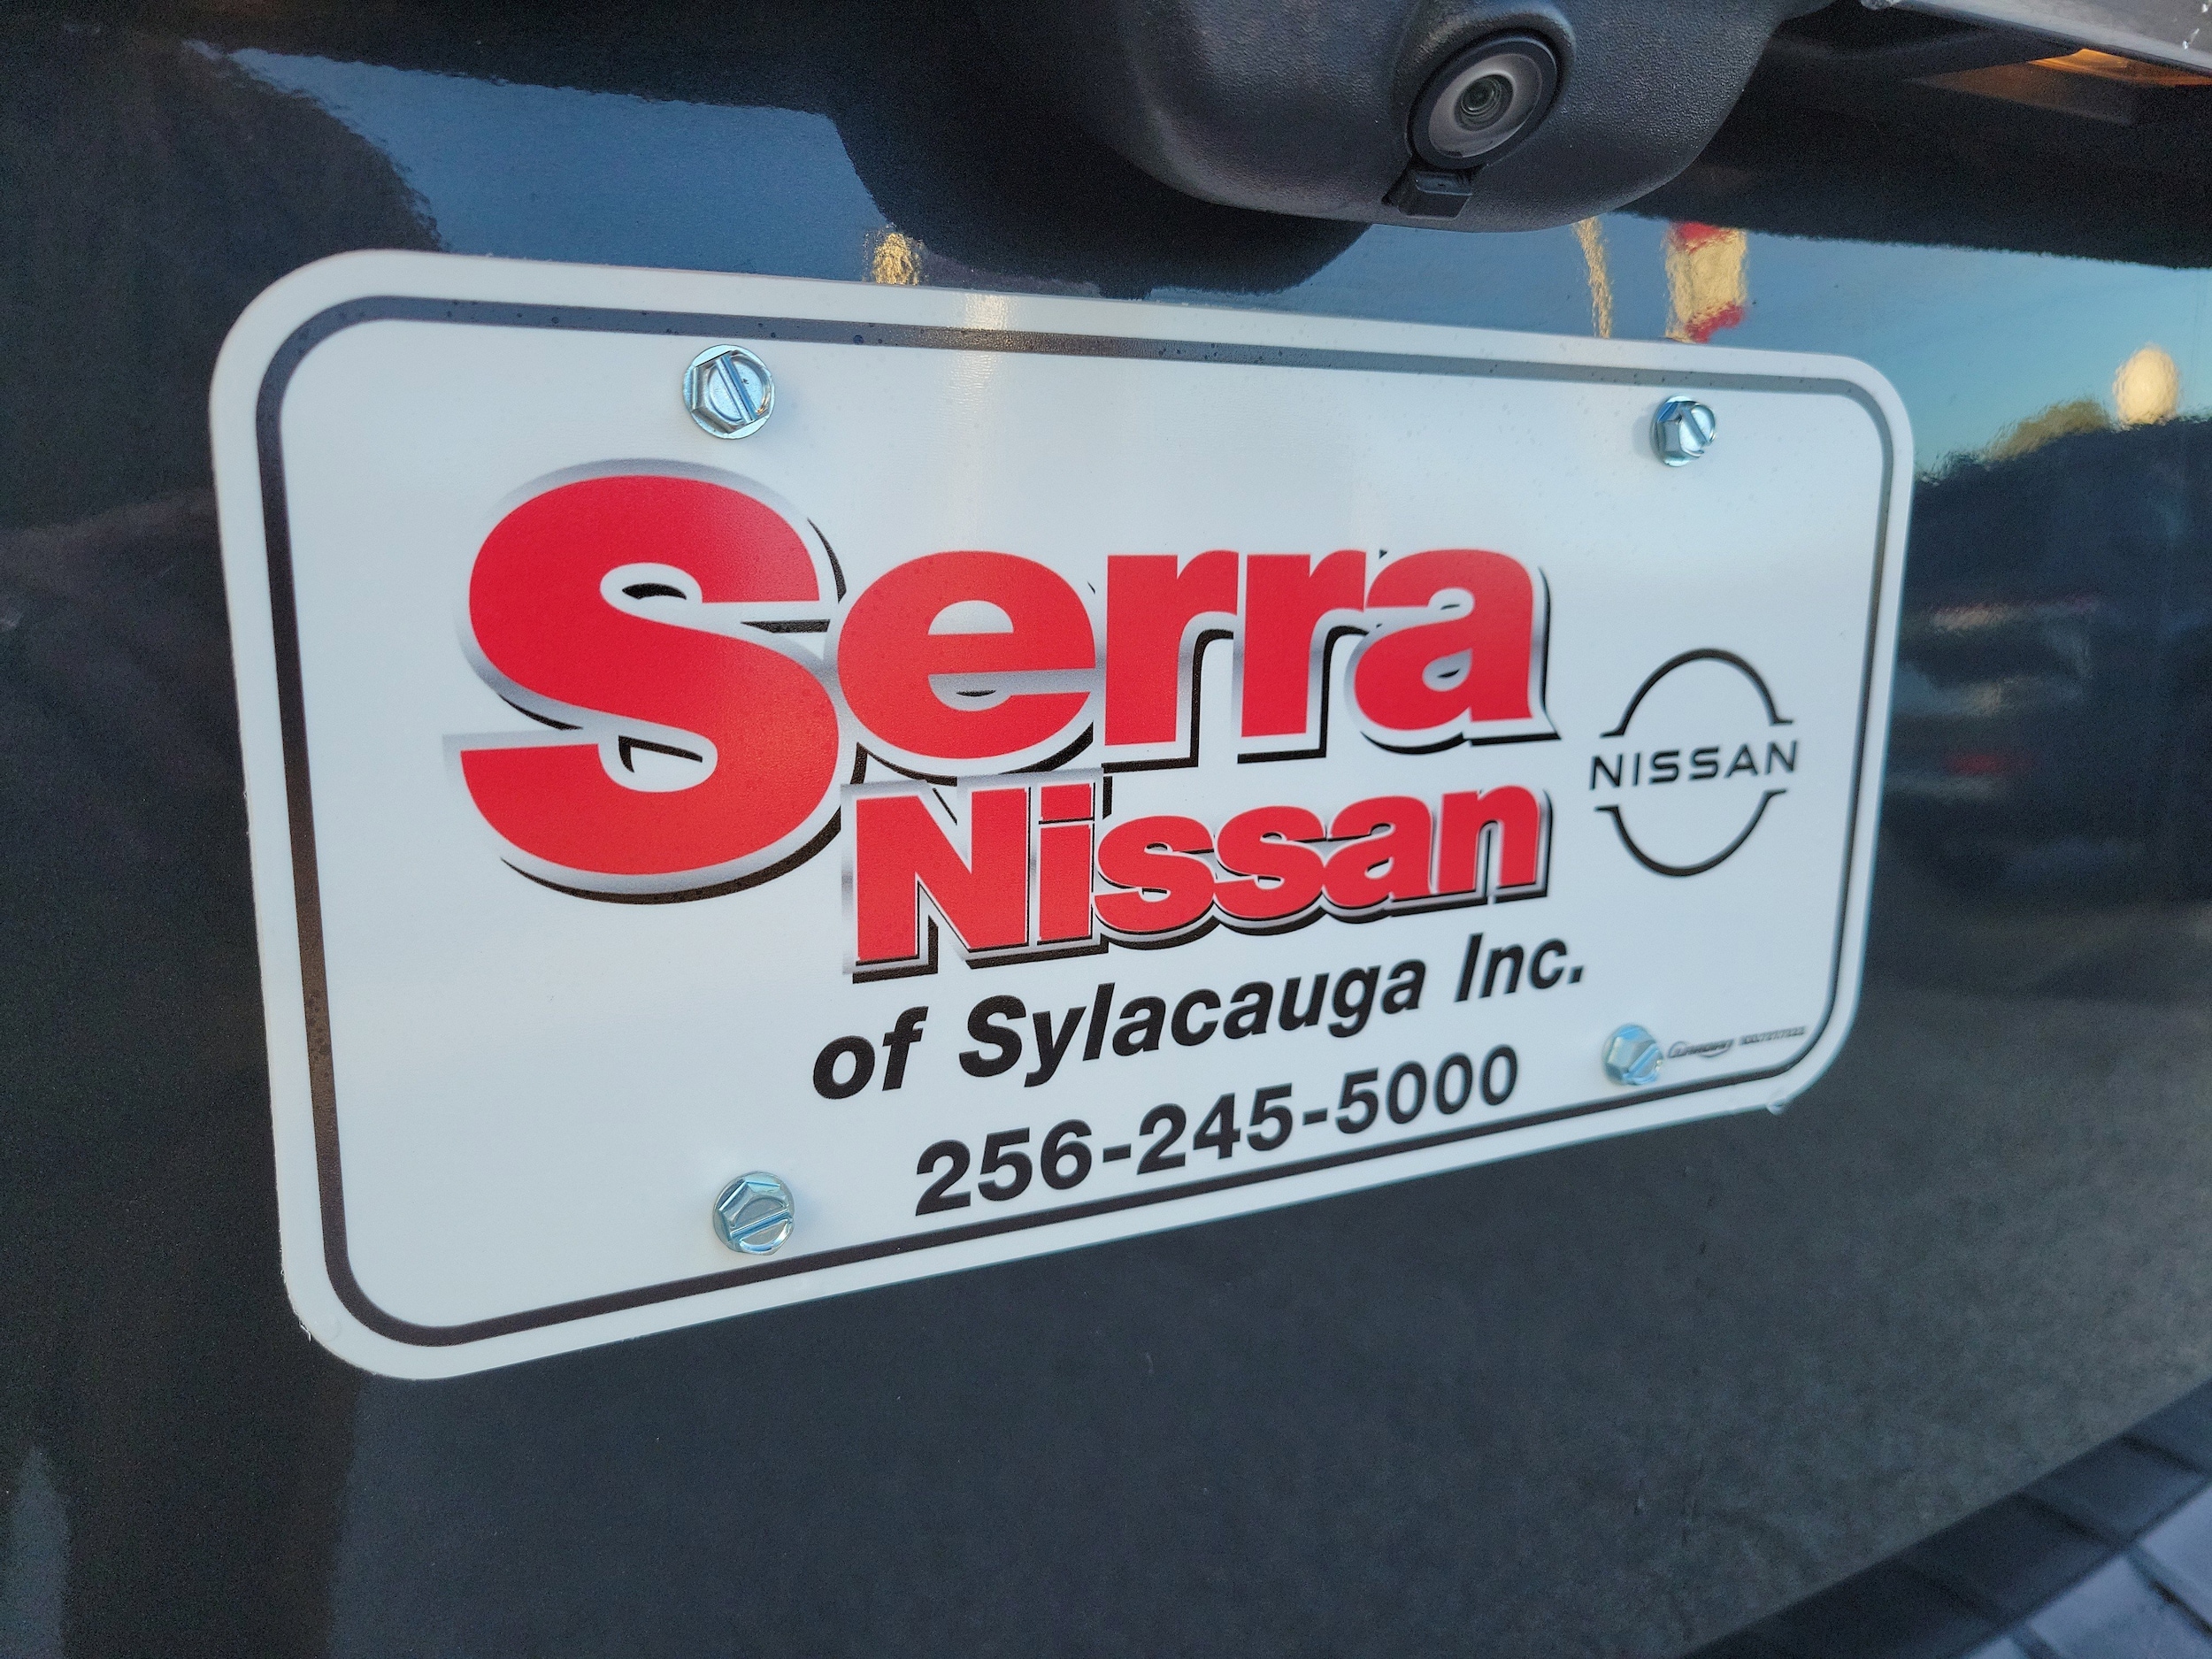 Serra
Nissan
NISSAN
of Sylacauga Inc.
256-245-5000